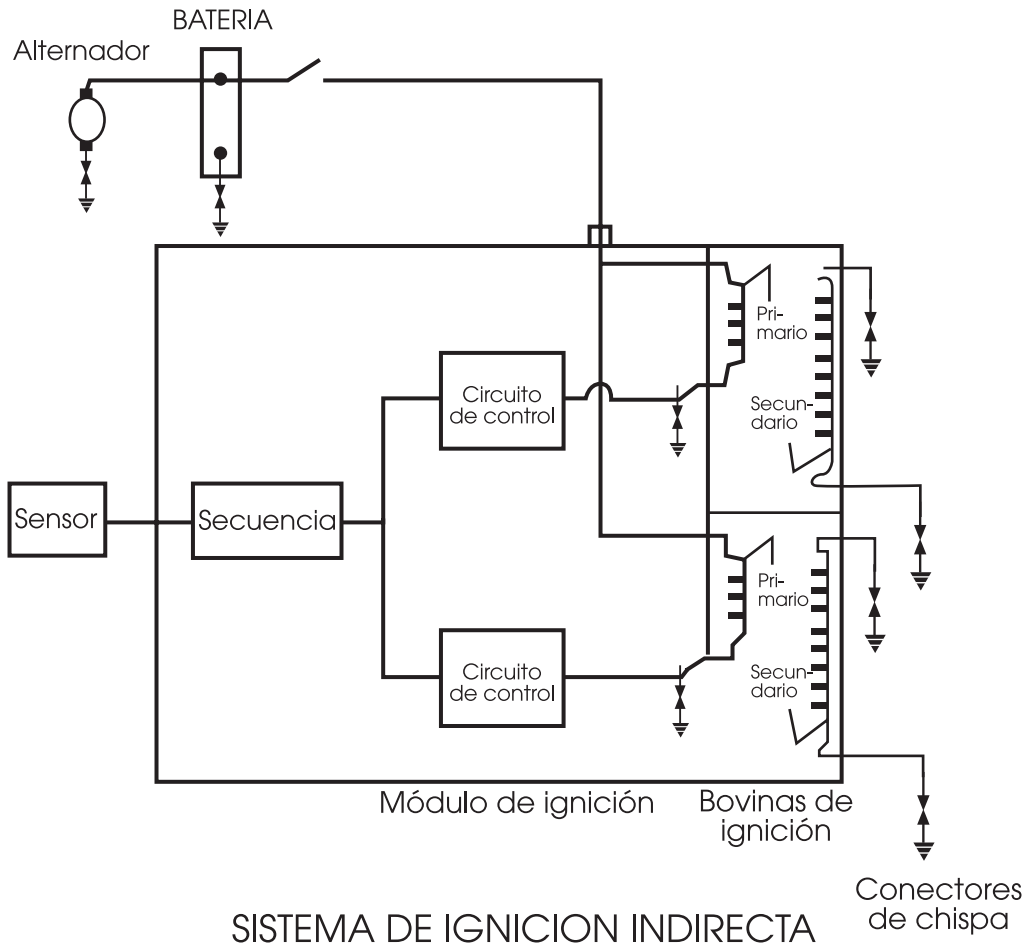 BATERIA
Alternador
Pri-
mario
Circuito
de control
Secun-
dario
Sensor
Secuencia
Pri-
mario
Circuito
de control
Secun-
dario
Módulo de ignición
Bovinas de
ignición
Conectores
de chispa
SISTEMA DE IGNICION INDIRECTA